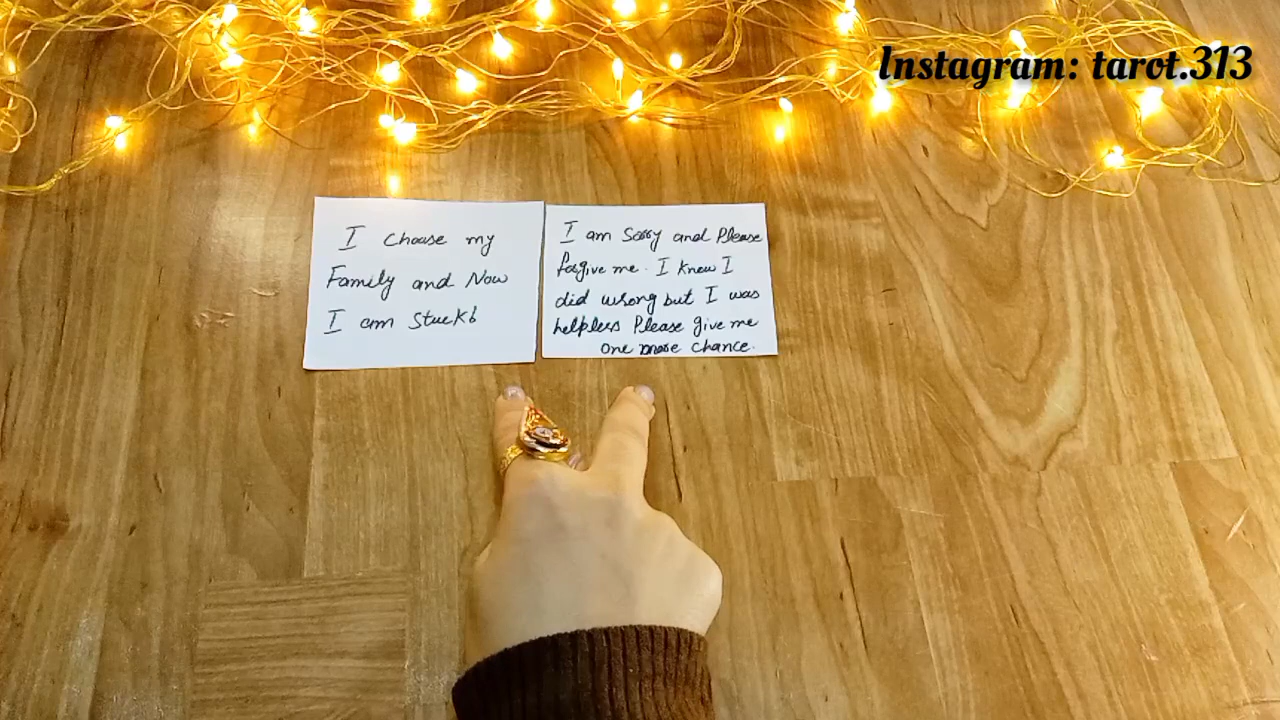 Instagram: tarot.313
I choose my
Family and Now
I am stuck
I am Sorry and Please
forgive me. I know I
did wrong but I was
helpless Please give me
one more chance.